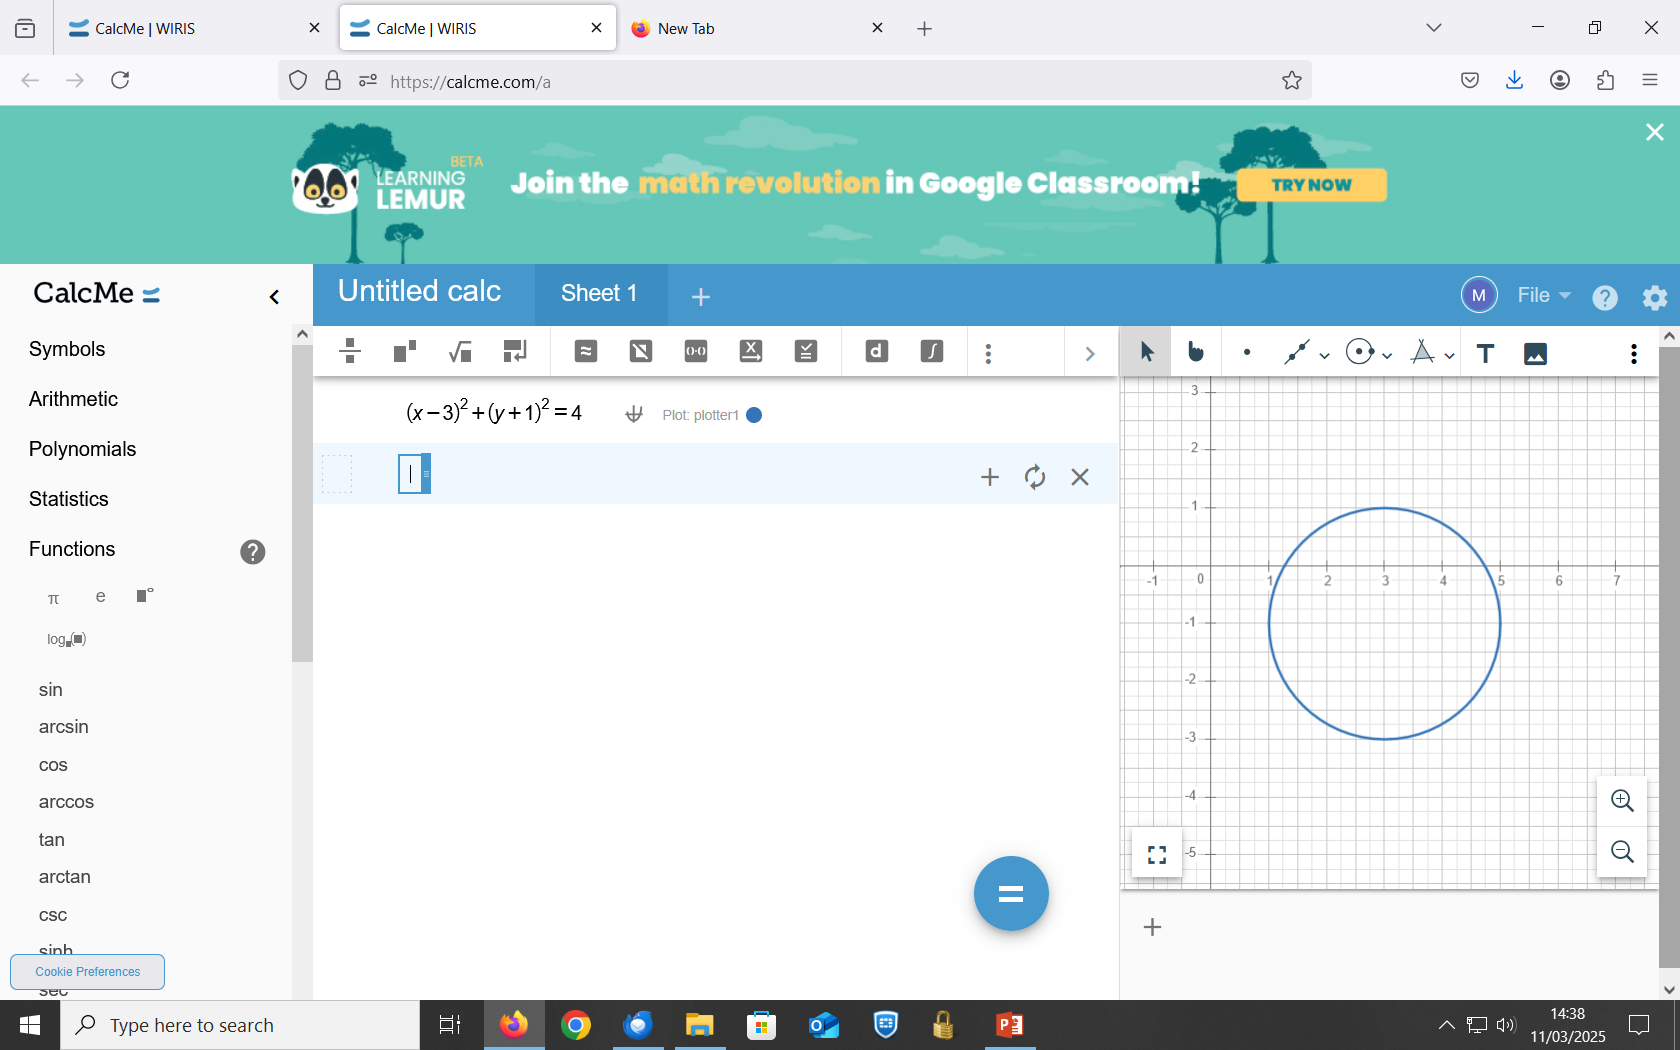 CalcMe | WIRIS
CalcMe | WIRIS
New Tab
https://calcme.com/a
BETA
LEARNING
LEMUR
Join the math revolution in Google Classroom!
TRY NOW
CalcMe
Untitled calc
Sheet 1
M
File
?
Symbols
Arithmetic
Polynomials
Statistics
Functions
?
π e
log
sin
arcsin
cos
arccos
tan
arctan
csc
sinh
sec
Cookie Preferences
(x−3)²+(y+1)²=4
Plot: plotter1
T
3
2
1
-1 0 1 2 3 4 5 6 7
-1
-2
-3
-4
-5
=
Type here to search
14:38
11/03/2025